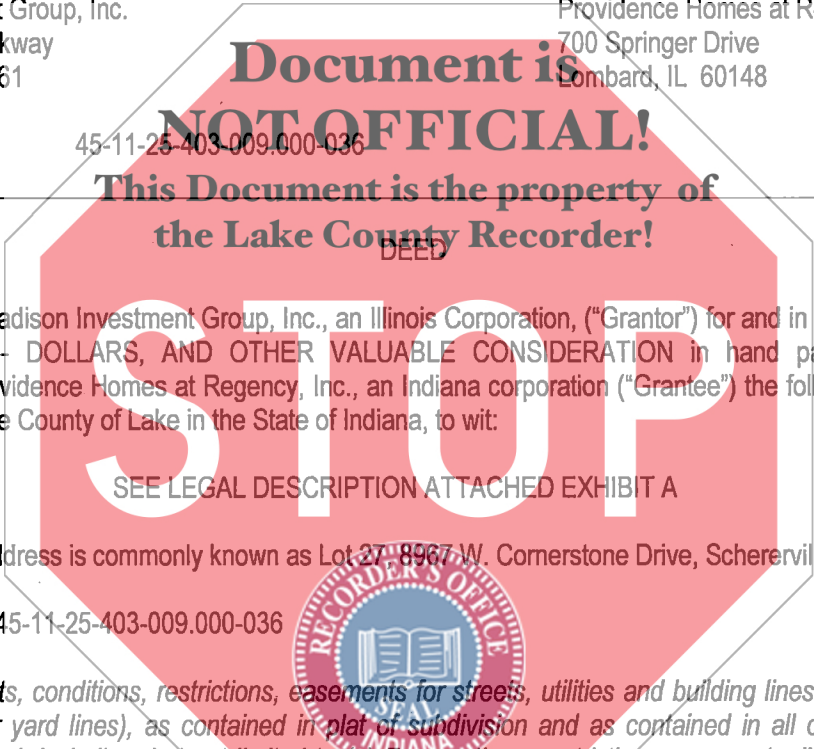 Group, Inc.
Providence Homes at R
kway
700 Springer Drive
61
Lombard, IL 60148
Document is
NOT OFFICIAL!
45-11-25-403-009.000-036
This Document is the property of
the Lake County Recorder!
DEED
adison Investment Group, Inc., an Illinois Corporation, (“Grantor”) for and in
- DOLLARS, AND OTHER VALUABLE CONSIDERATION in hand pa
vidence Homes at Regency, Inc., an Indiana corporation (“Grantee”) the foll
e County of Lake in the State of Indiana, to wit:
STOP
SEE LEGAL DESCRIPTION ATTACHED EXHIBIT A
dress is commonly known as Lot 27, 8967 W. Cornerstone Drive, Scherervil
45-11-25-403-009.000-036
RECORDER'S OFFICE
SEAL
INDIANA
ts, conditions, restrictions, easements for streets, utilities and building lines
yard lines), as contained in plat of subdivision and as contained in all